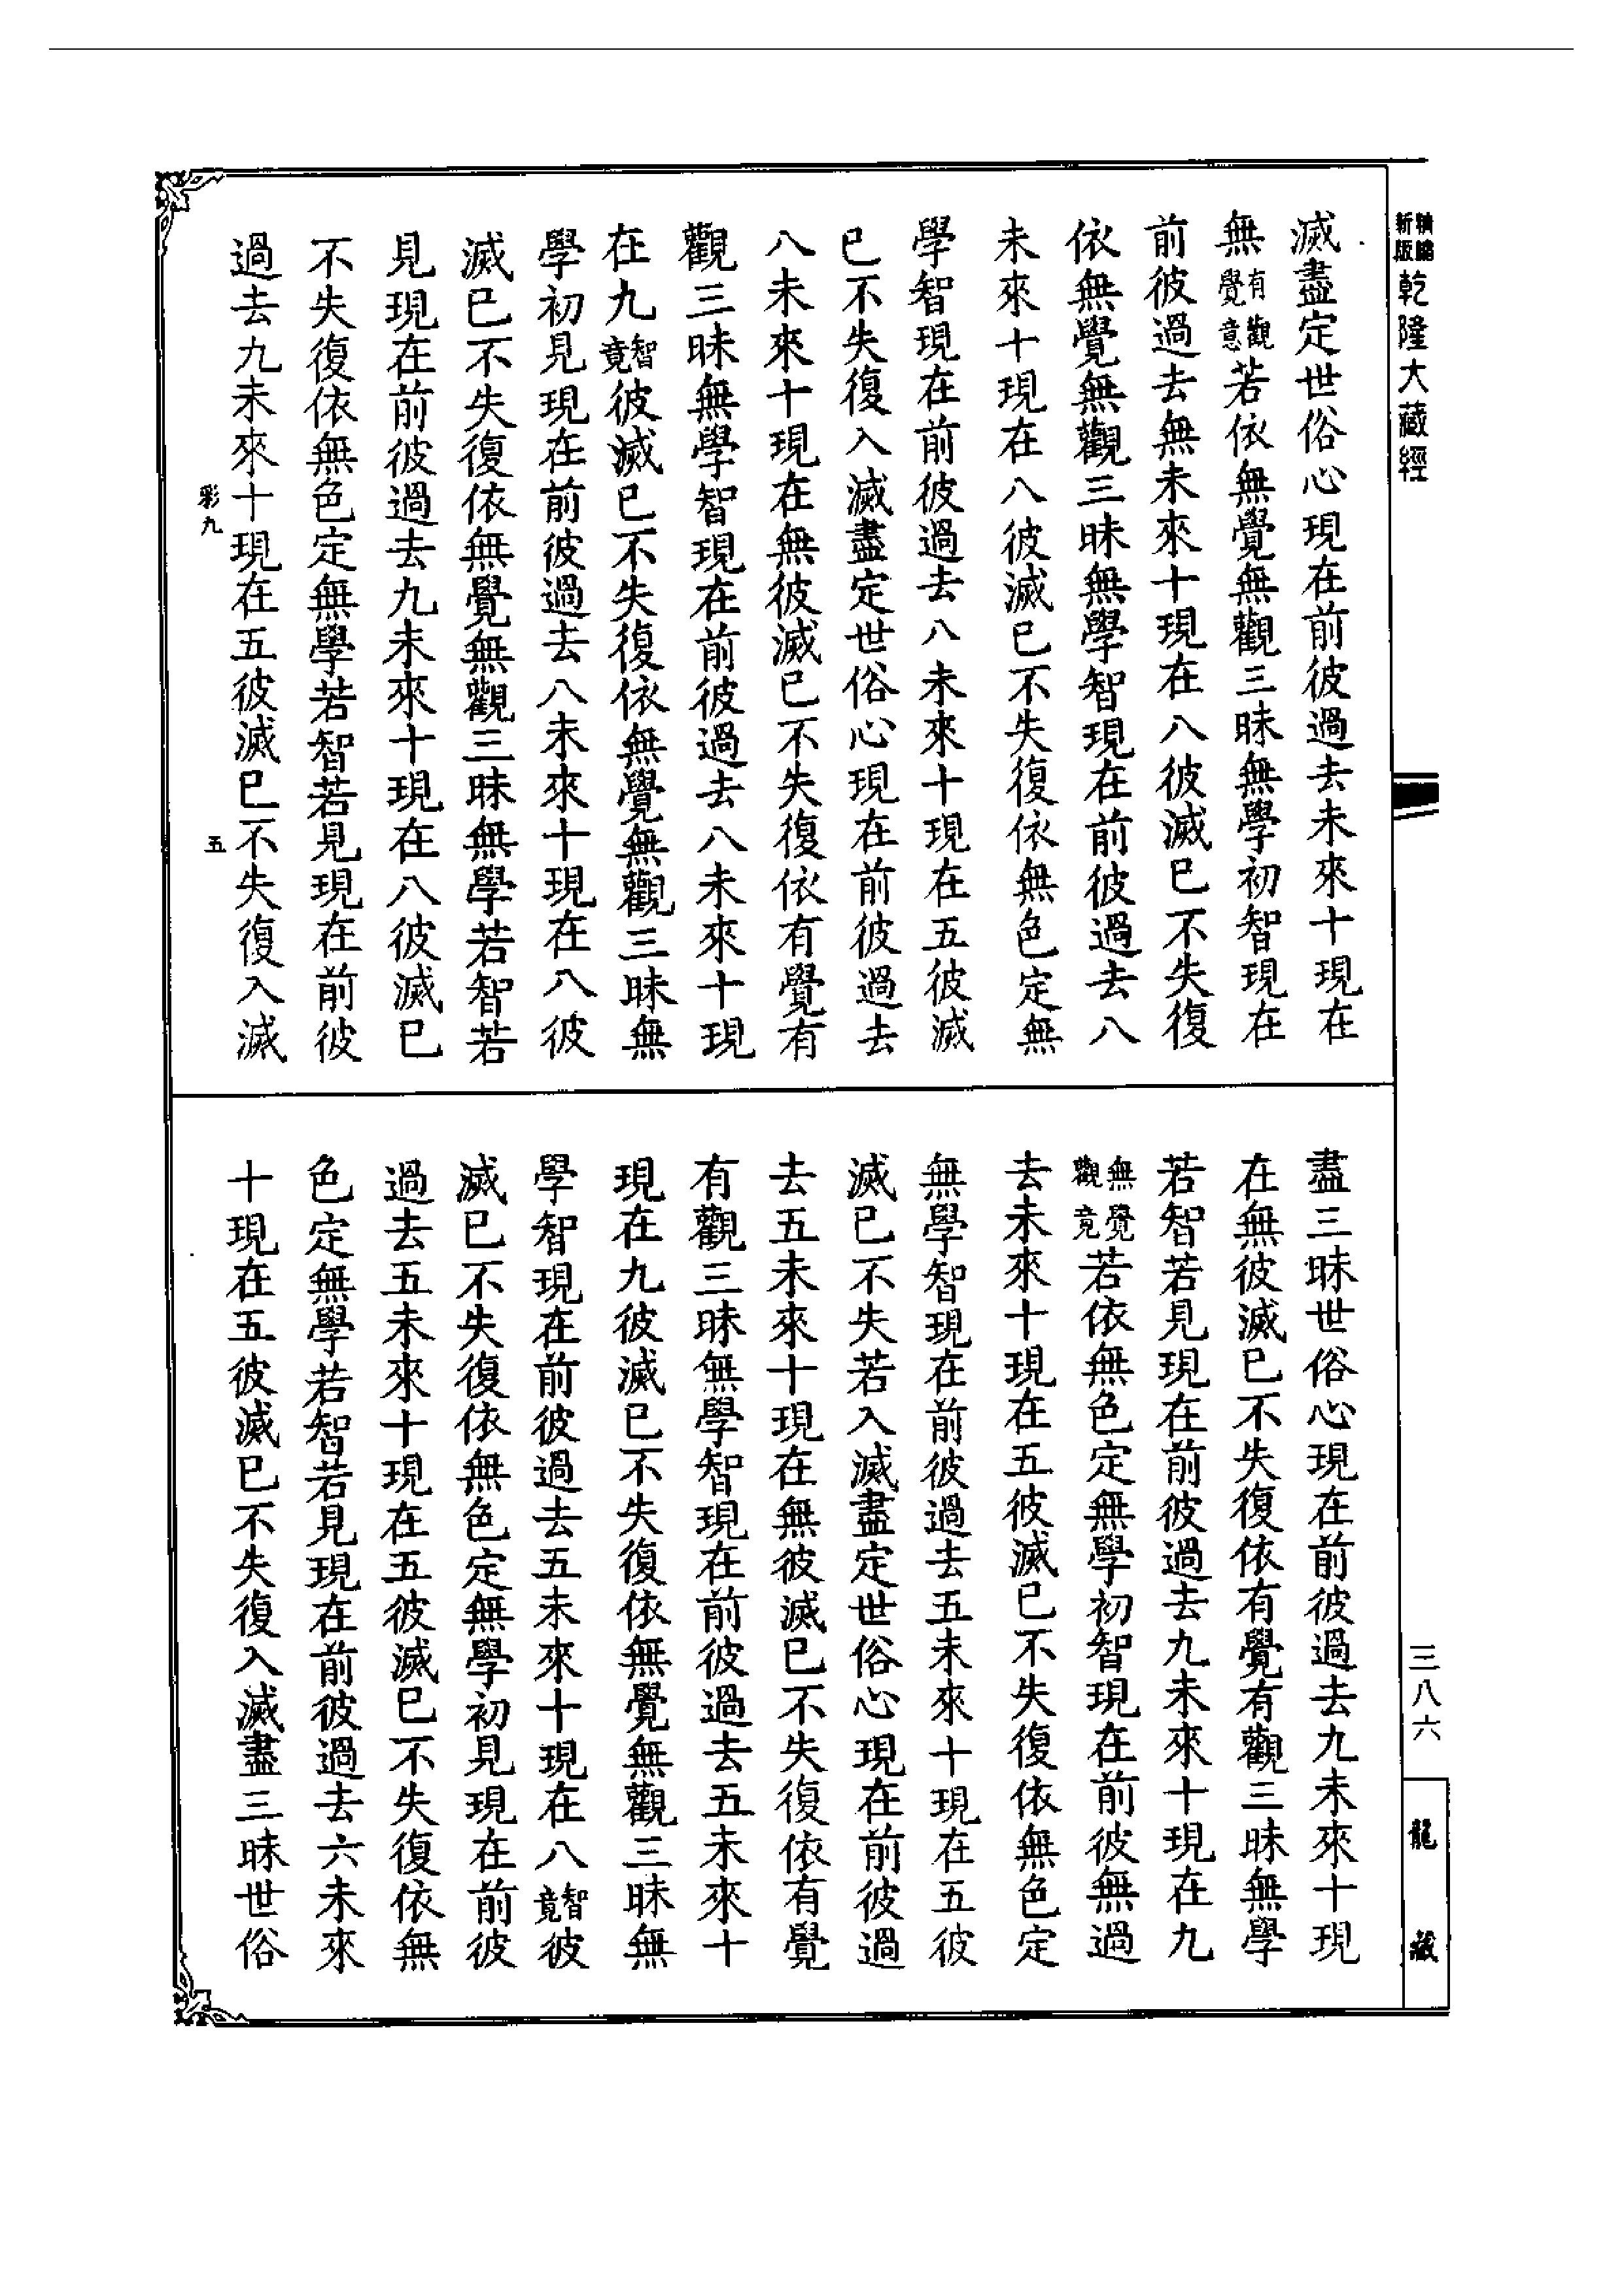 精編新版
乾隆大藏經
滅盡定世俗心現在前彼過去未來十現在
無有覺觀意若依無覺無觀三昧無學初智現在
前彼過去無未來十現在八彼滅已不失復
依無覺無觀三昧無學智現在前彼過去八
未來十現在八彼滅已不失復依無色定無
學智現在前彼過去八未來十現在五彼滅
已不失復入滅盡定世俗心現在前彼過去
八未來十現在無彼滅已不失復依有覺有
觀三昧無學智現在前彼過去八未來十現
在九智竟彼滅已不失復依無覺無觀三昧無
學初見現在前彼過去八未來十現在八彼
滅已不失復依無覺無觀三昧無學若智若
見現在前彼過去九未來十現在八彼滅已
不失復依無色定無學若智若見現在前彼
過去九未來十現在五彼滅已不失復入滅
彩九
五
盡三昧世俗心現在前彼過去九未來十現
在無彼滅已不失復依有覺有觀三昧無學
若智若見現在前彼過去九未來十現在九
無覺觀竟若依無色定無學初智現在前彼無過
去未來十現在五彼滅已不失復依無色定
無學智現在前彼過去五未來十現在五彼
滅已不失若入滅盡定世俗心現在前彼過
去五未來十現在無彼滅已不失復依有覺
有觀三昧無學智現在前彼過去五未來十
現在九彼滅已不失復依無覺無觀三昧無
學智現在前彼過去五未來十現在八智竟彼
滅已不失復依無色定無學初見現在前彼
過去五未來十現在五彼滅已不失復依無
色定無學若智若見現在前彼過去六未來
十現在五彼滅已不失復入滅盡三昧世俗
三八六
龍藏